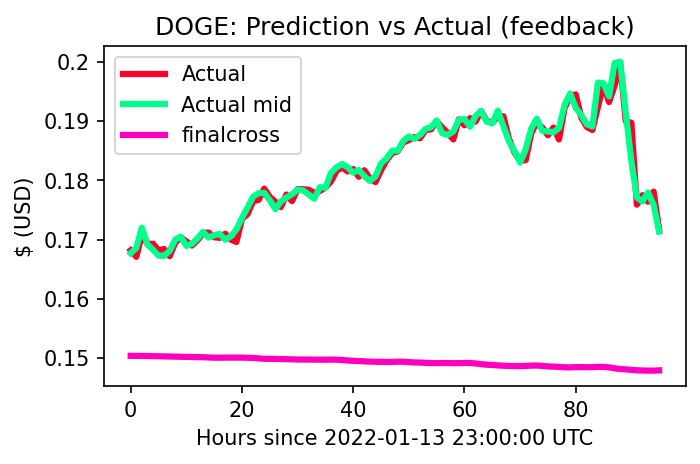 DOGE: Prediction vs Actual (feedback)
Actual
Actual mid
finalcross
0.2
0.19
0.18
0.17
0.16
0.15
$ (USD)
0 20 40 60 80
Hours since 2022-01-13 23:00:00 UTC